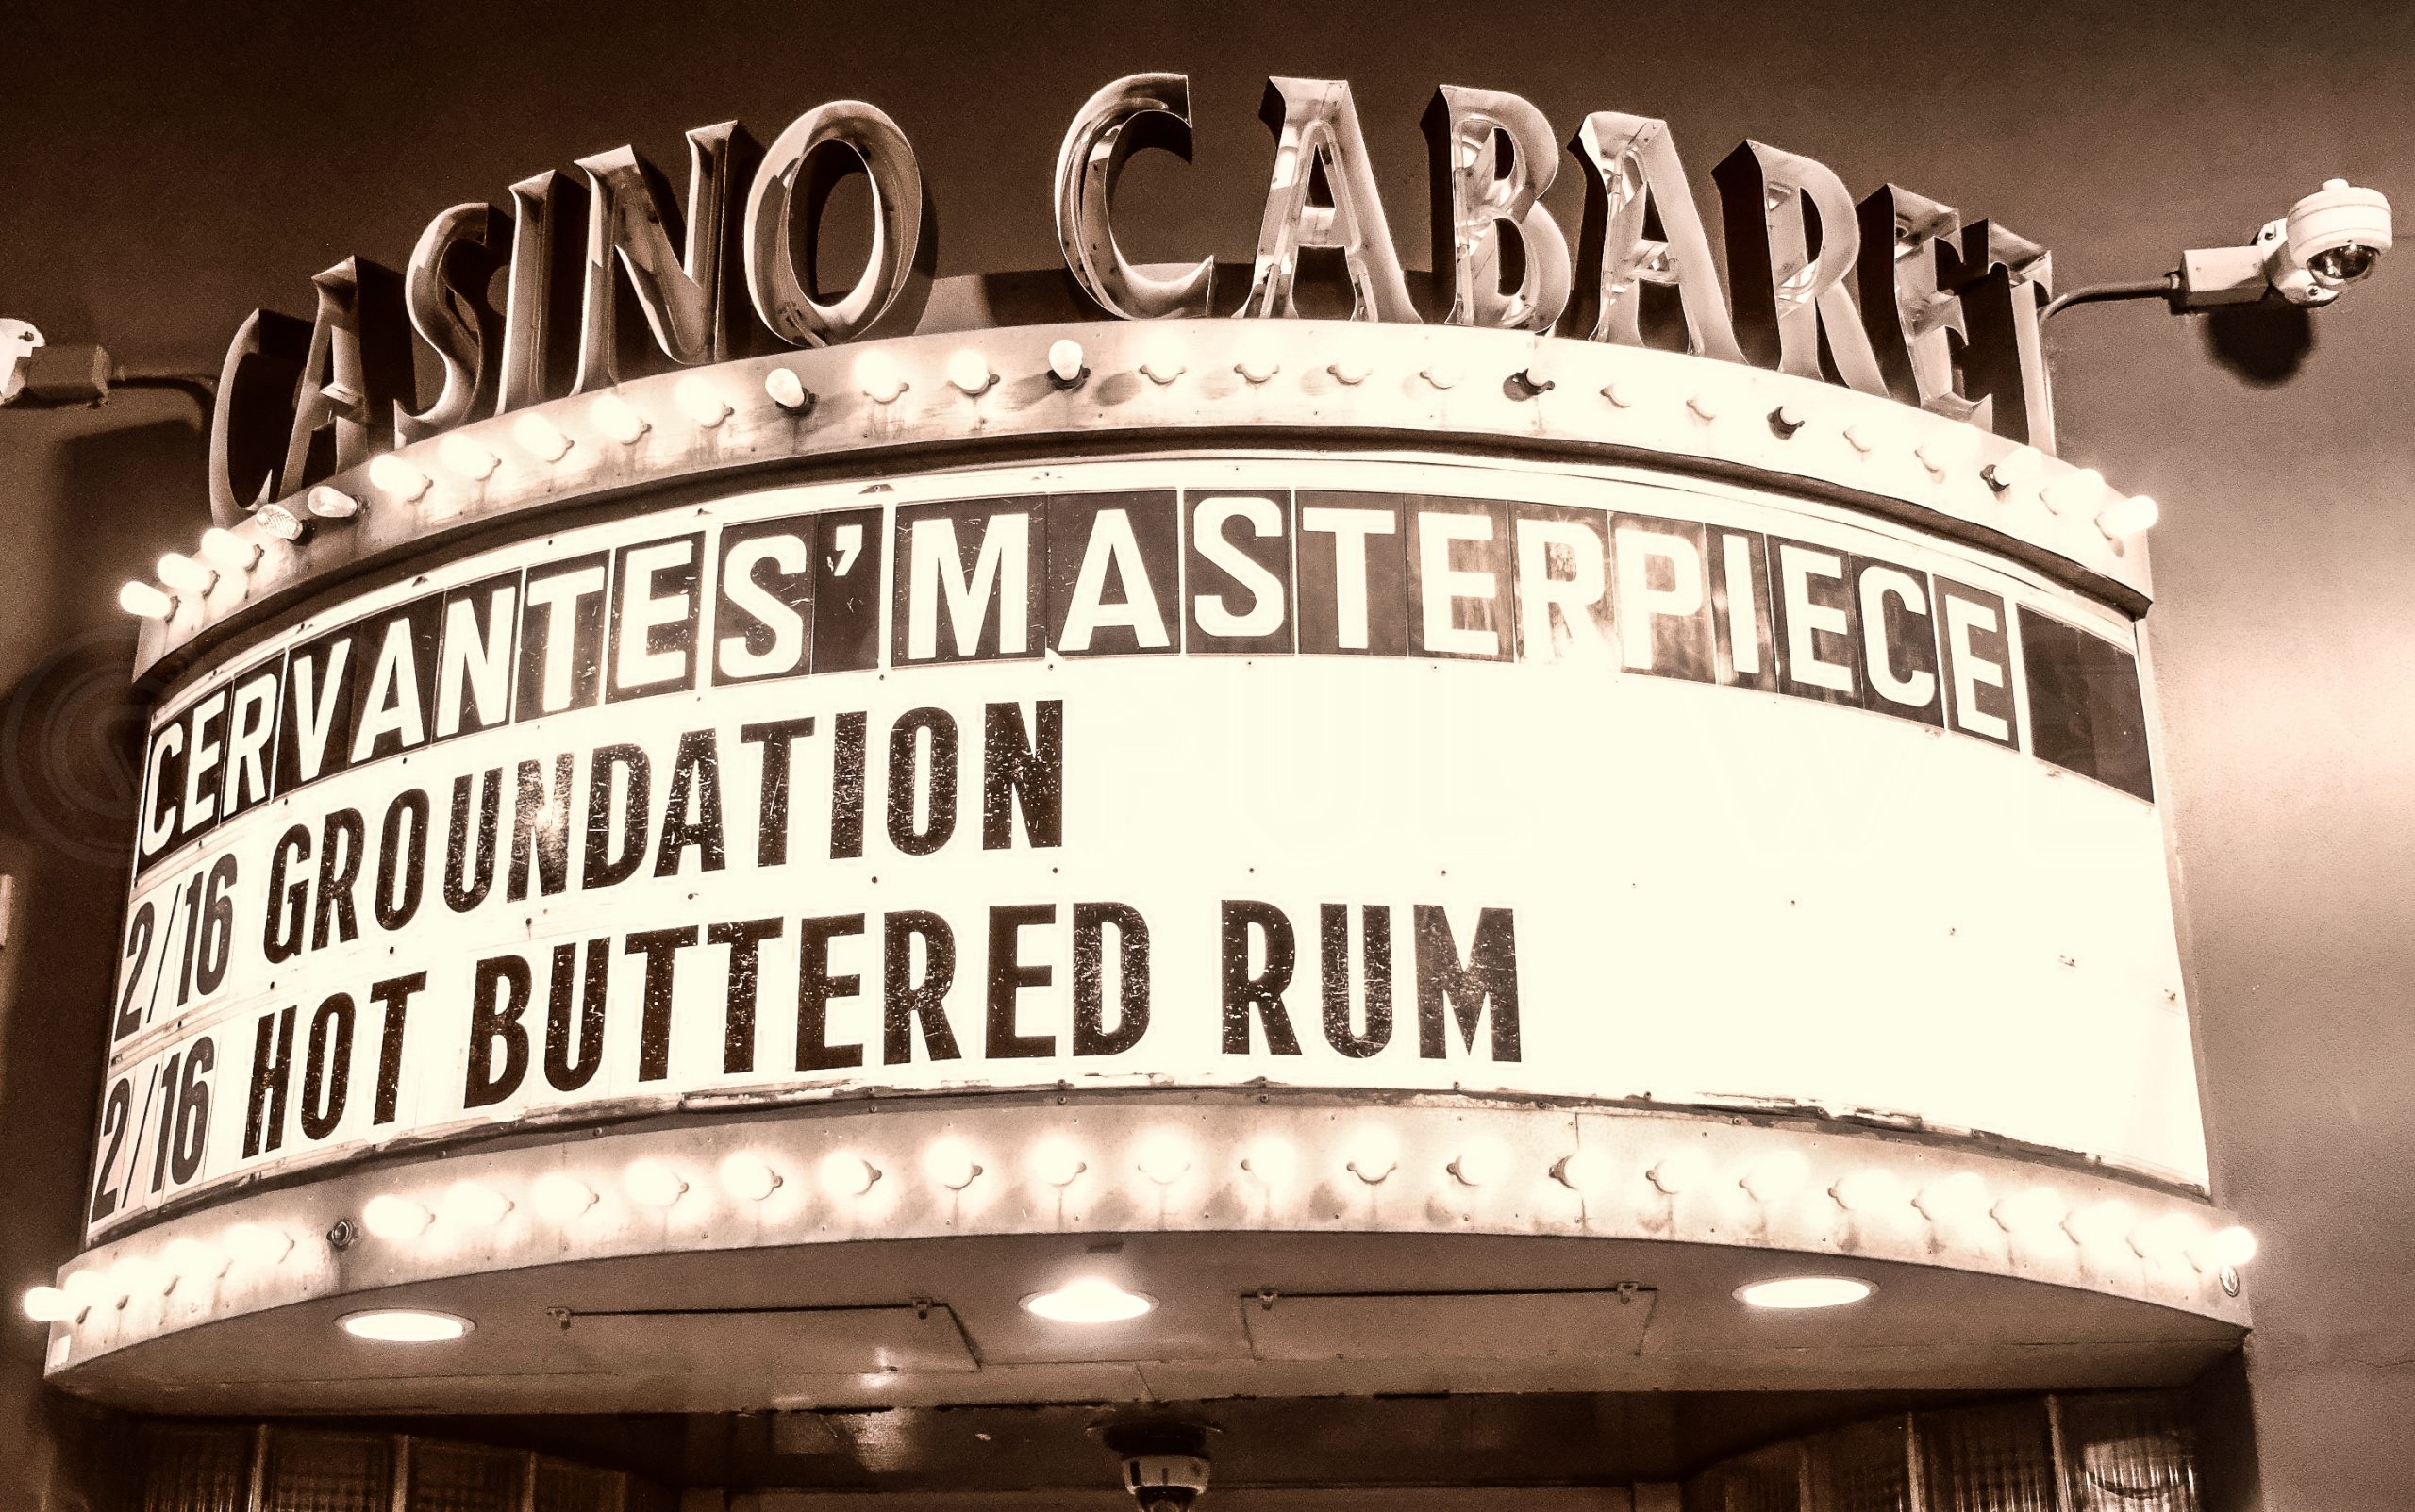 CASINO CABARET
CERVANTES' MASTERPIECE
2/16 GROUNDATION
2/16 HOT BUTTERED RUM